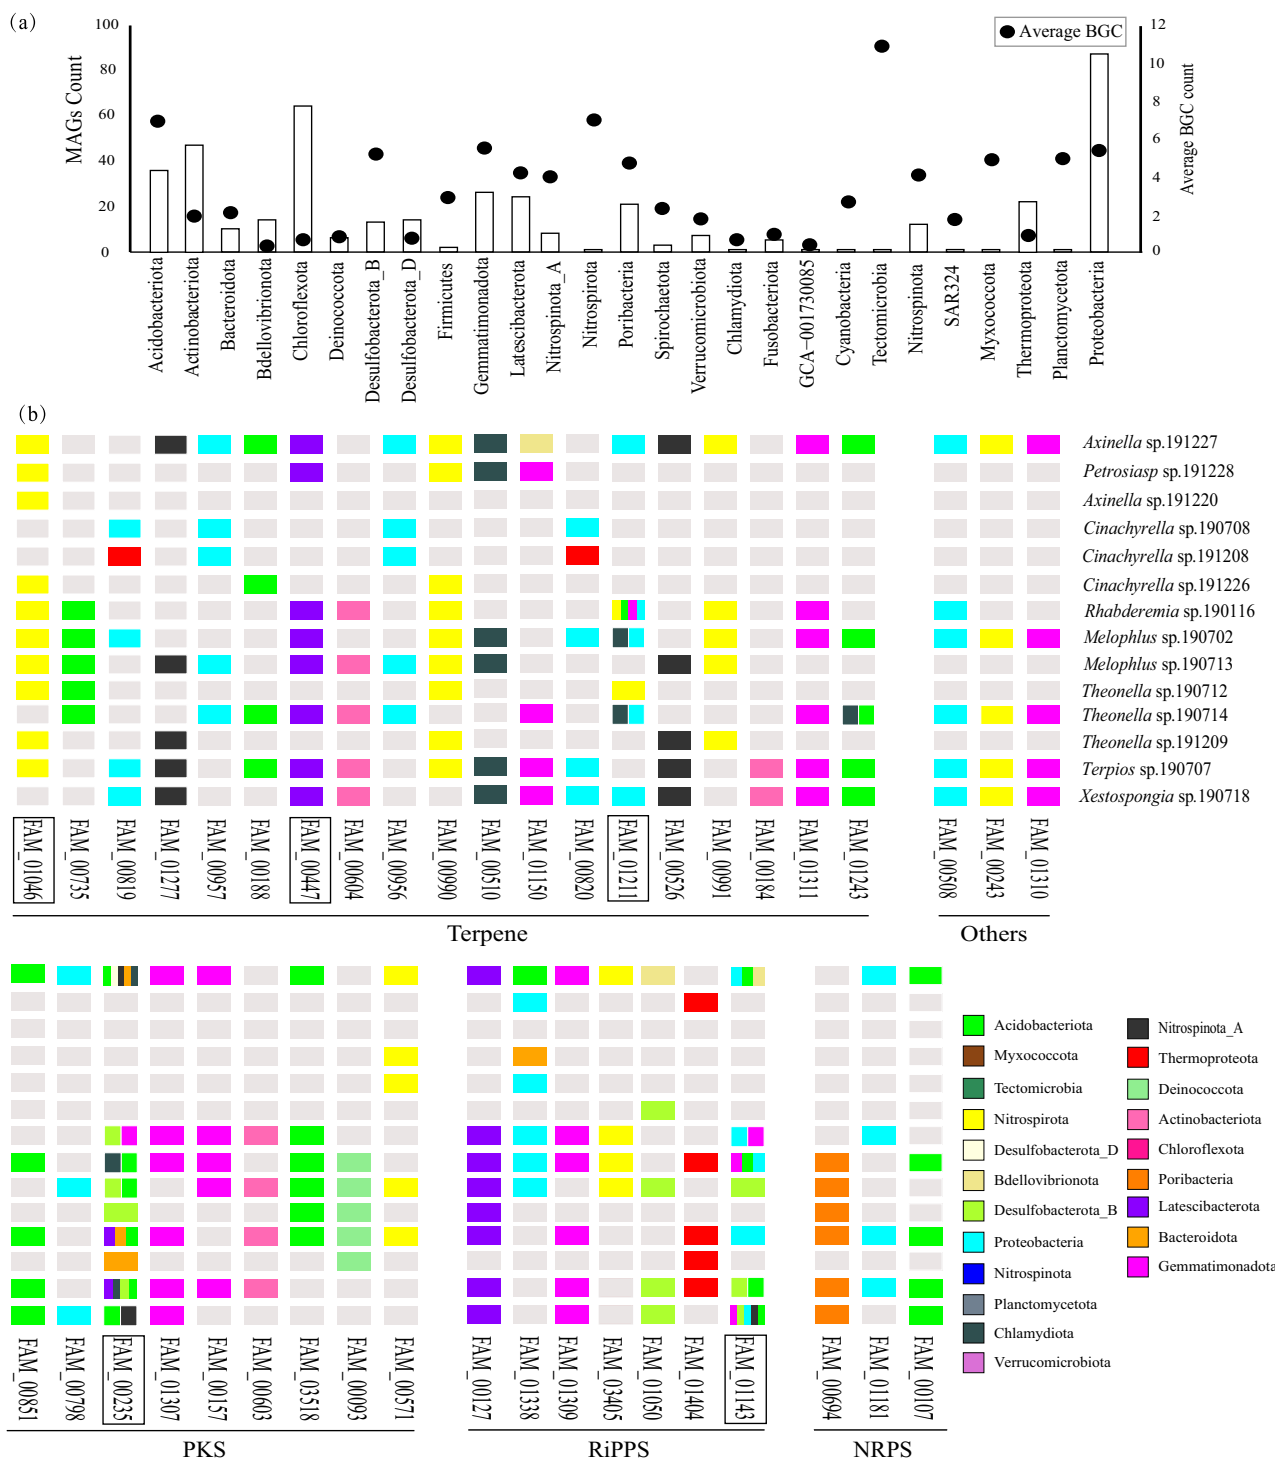 (a)
100
80
60
40
20
0
MAGs Count
Average BGC
12
10
8
6
4
2
0
Average BGC count
Acidobacteriota
Actinobacteriota
Bacteroidota
Bdellovibrionota
Chloroflexota
Deinococcota
Desulfobacterota_B
Desulfobacterota_D
Firmicutes
Gemmatimonadota
Latescibacterota
Nitrospinota_A
Nitrospirota
Poribacteria
Spirochaetota
Verrucomicrobiota
Chlamydiota
Fusobacteriota
GCA-001730085
Cyanobacteria
Tectomicrobia
Nitrospinota
SAR324
Myxococcota
Thermoproteota
Planctomycetota
Proteobacteria
(b)
Axinella sp.191227
Petrosiasp sp.191228
Axinella sp.191220
Cinachyrella sp.190708
Cinachyrella sp.191208
Cinachyrella sp.191226
Rhabderemia sp.190116
Melophlus sp.190702
Melophlus sp.190713
Theonella sp.190712
Theonella sp.190714
Theonella sp.191209
Terpios sp.190707
Xestospongia sp.190718
FAM_01046
FAM_00735
FAM_00819
FAM_01277
FAM_00957
FAM_00188
FAM_00447
FAM_00604
FAM_00956
FAM_00990
FAM_00510
FAM_01150
FAM_00820
FAM_01211
FAM_00526
FAM_00991
FAM_00184
FAM_01311
FAM_01243
FAM_00508
FAM_00243
FAM_01310
Terpene
Others
Acidobacteriota
Myxococcota
Tectomicrobia
Nitrospirota
Desulfobacterota_D
Bdellovibrionota
Desulfobacterota_B
Proteobacteria
Nitrospinota
Planctomycetota
Chlamydiota
Verrucomicrobiota
Nitrospinota_A
Thermoproteota
Deinococcota
Actinobacteriota
Chloroflexota
Poribacteria
Latescibacterota
Bacteroidota
Gemmatimonadota
FAM_00851
FAM_00798
FAM_00235
FAM_01307
FAM_00157
FAM_00603
FAM_03518
FAM_00093
FAM_00571
FAM_00127
FAM_01338
FAM_01309
FAM_03405
FAM_01050
FAM_01404
FAM_01143
FAM_00694
FAM_01181
FAM_00107
PKS
RiPPS
NRPS